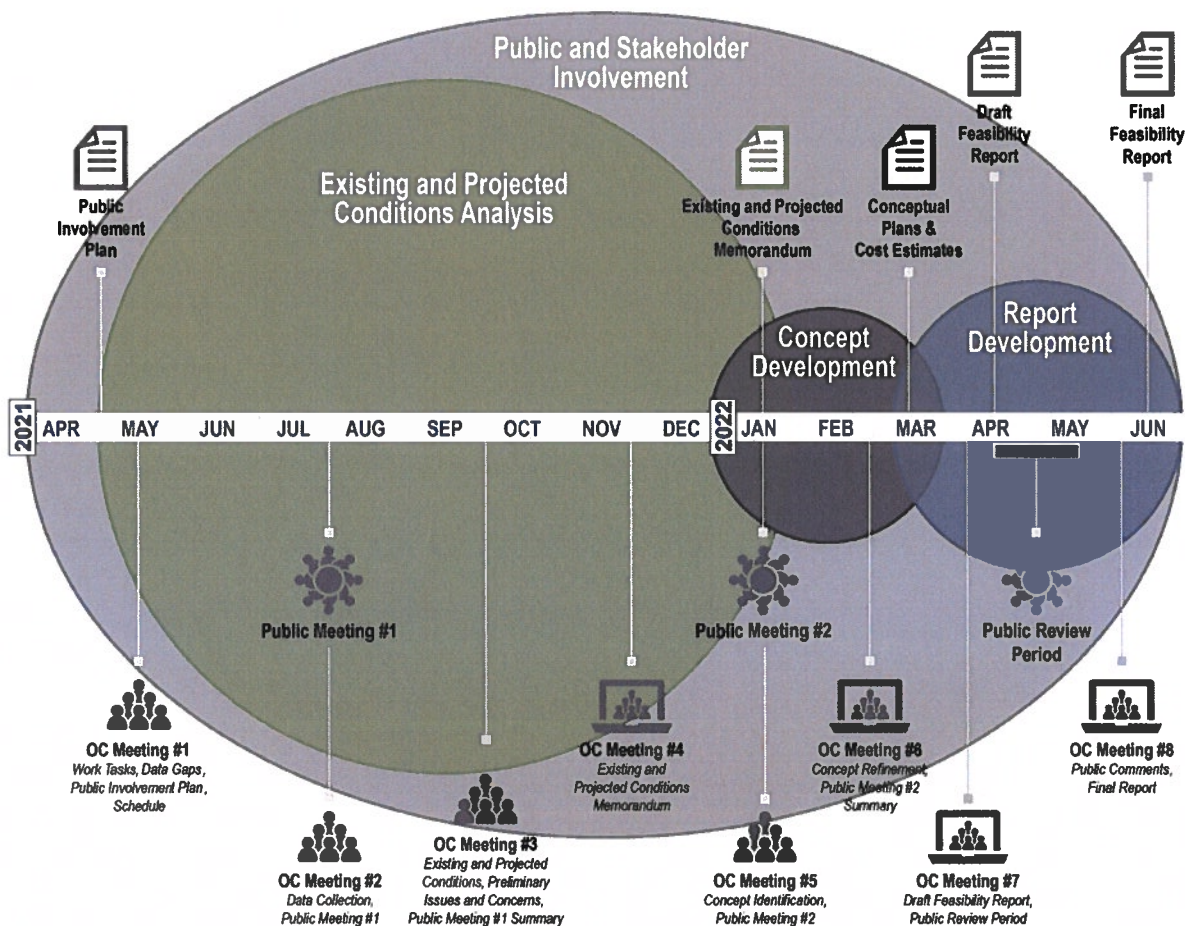 Public and Stakeholder
Involvement
Existing and Projected
Conditions Analysis
Public
Involvement
Plan
Existing and Projected
Conditions
Memorandum
Conceptual
Plans &
Cost Estimates
Draft
Feasibility
Report
Final
Feasibility
Report
Concept
Development
Report
Development
2021
APR
MAY
JUN
JUL
AUG
SEP
OCT
NOV
DEC
2022
JAN
FEB
MAR
APR
MAY
JUN
Public Meeting #1
Public Meeting #2
Public Review
Period
OC Meeting #1
Work Tasks, Data Gaps,
Public Involvement Plan,
Schedule
OC Meeting #2
Data Collection,
Public Meeting #1
OC Meeting #3
Existing and Projected
Conditions, Preliminary
Issues and Concerns,
Public Meeting #1 Summary
OC Meeting #4
Existing and
Projected Conditions
Memorandum
OC Meeting #5
Concept Identification,
Public Meeting #2
OC Meeting #6
Concept Refinement,
Public Meeting #2
Summary
OC Meeting #7
Draft Feasibility Report,
Public Review Period
OC Meeting #8
Public Comments,
Final Report